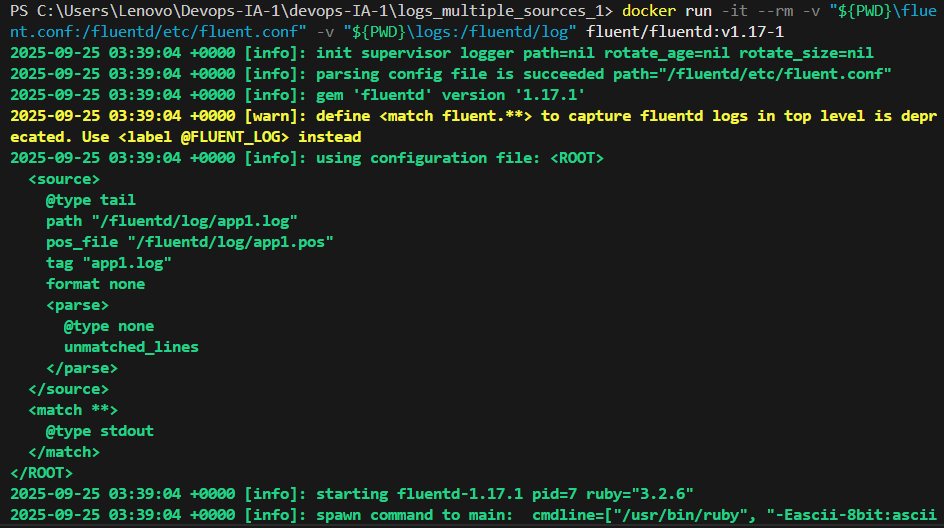 PS C:\Users\Lenovo\Devops-IA-1\devops-IA-1\logs_multiple_sources_1> docker run -it --rm -v "${PWD}\flue
nt.conf:/fluentd/etc/fluent.conf" -v "${PWD}\logs:/fluentd/log" fluent/fluentd:v1.17-1
2025-09-25 03:39:04 +0000 [info]: init supervisor logger path=nil rotate_age=nil rotate_size=nil
2025-09-25 03:39:04 +0000 [info]: parsing config file is succeeded path="/fluentd/etc/fluent.conf"
2025-09-25 03:39:04 +0000 [info]: gem 'fluentd' version '1.17.1'
2025-09-25 03:39:04 +0000 [warn]: define <match fluent.**> to capture fluentd logs in top level is depr
ecated. Use <label @FLUENT_LOG> instead
2025-09-25 03:39:04 +0000 [info]: using configuration file: <ROOT>
  <source>
    @type tail
    path "/fluentd/log/app1.log"
    pos_file "/fluentd/log/app1.pos"
    tag "app1.log"
    format none
    <parse>
      @type none
      unmatched_lines
    </parse>
  </source>
  <match **>
    @type stdout
  </match>
</ROOT>
2025-09-25 03:39:04 +0000 [info]: starting fluentd-1.17.1 pid=7 ruby="3.2.6"
2025-09-25 03:39:04 +0000 [info]: spawn command to main:  cmdline=["/usr/bin/ruby", "-Eascii-8bit:ascii